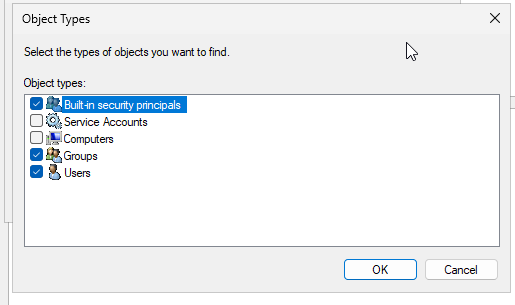 Object Types
Select the types of objects you want to find.
Object types:
Built-in security principals
Service Accounts
Computers
Groups
Users
OK Cancel